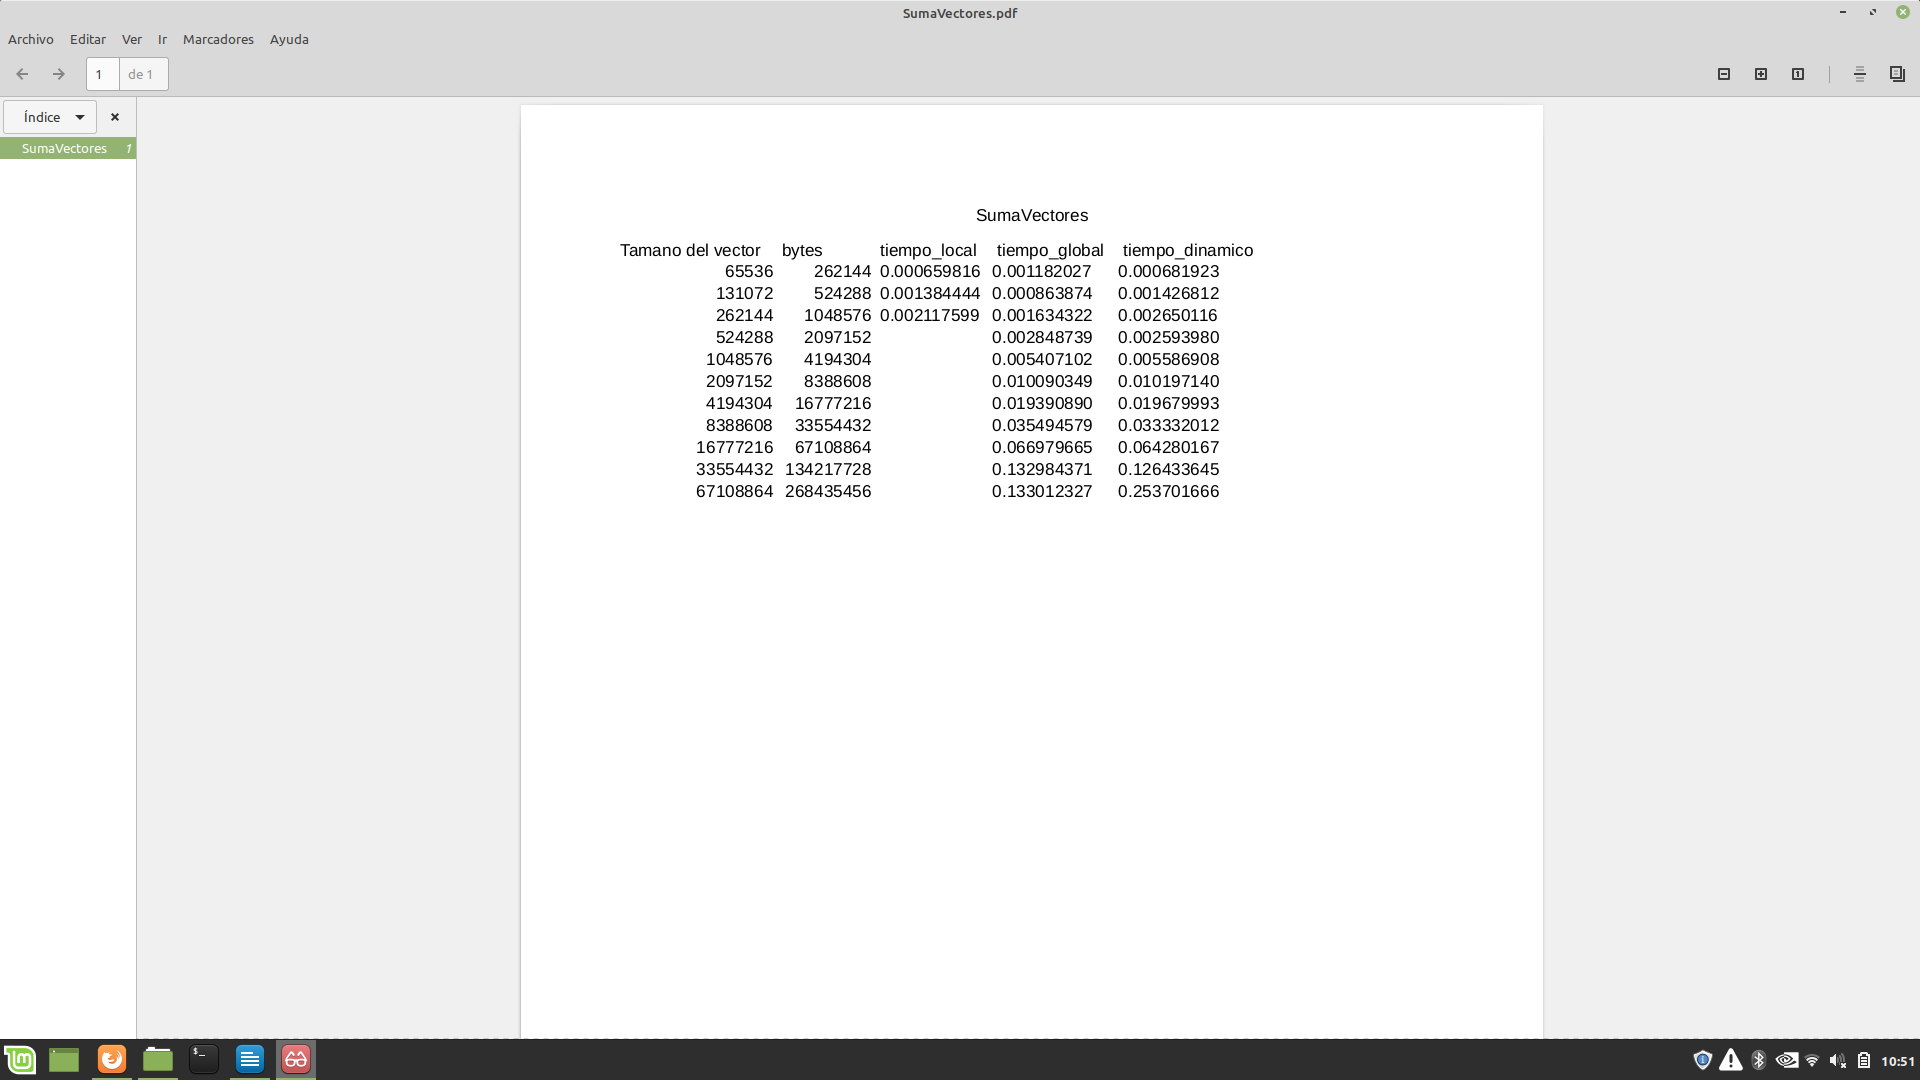 SumaVectores.pdf
Archivo Editar Ver Ir Marcadores Ayuda
1 de 1
Índice
SumaVectores 1
SumaVectores
Tamano del vector bytes tiempo_local tiempo_global tiempo_dinamico
65536 262144 0.000659816 0.001182027 0.000681923
131072 524288 0.001384444 0.000863874 0.001426812
262144 1048576 0.002117599 0.001634322 0.002650116
524288 2097152 0.002848739 0.002593980
1048576 4194304 0.005407102 0.005586908
2097152 8388608 0.010090349 0.010197140
4194304 16777216 0.019390890 0.019679993
8388608 33554432 0.035494579 0.033332012
16777216 67108864 0.066979665 0.064280167
33554432 134217728 0.132984371 0.126433645
67108864 268435456 0.133012327 0.253701666
10:51